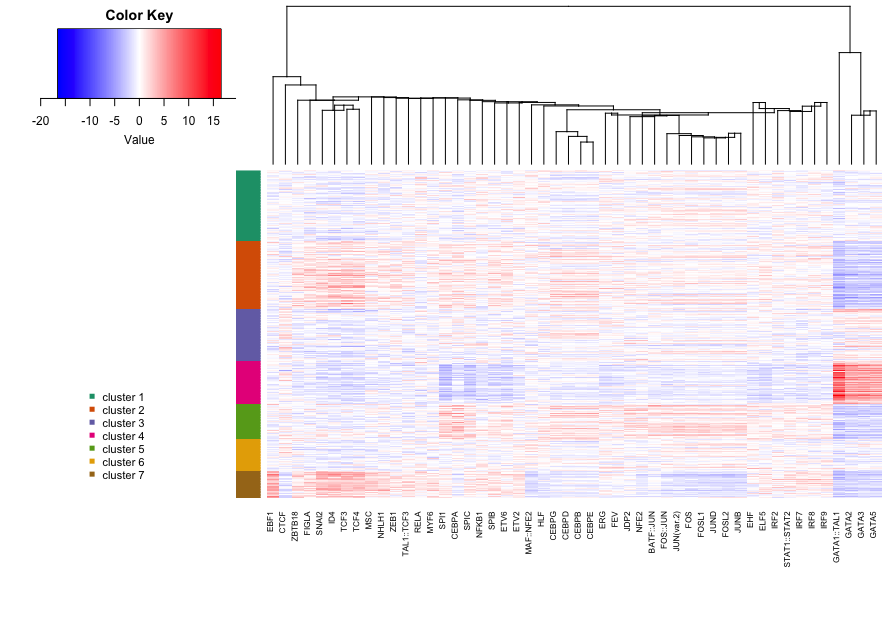 Color Key
-20 -10 -5 0 5 10 15
Value
cluster 1
cluster 2
cluster 3
cluster 4
cluster 5
cluster 6
cluster 7
EBF1
CTCF
ZBTB18
FIGLA
SNAI2
ID4
TCF3
TCF4
MSC
NHLH1
ZEB1
TAL1::TCF3
RELA
MYF6
SPI1
CEBPA
SPIC
NFKB1
SPIB
ETV6
ETV2
MAF::NFE2
HLF
CEBPG
CEBPD
CEBPB
CEBPE
ERG
FEV
JDP2
NFE2
BATF::JUN
FOS::JUN
JUN(var.2)
FOS
FOSL1
JUND
FOSL2
JUNB
EHF
ELF5
IRF2
STAT1::STAT2
IRF7
IRF8
IRF9
GATA1::TAL1
GATA2
GATA3
GATA5